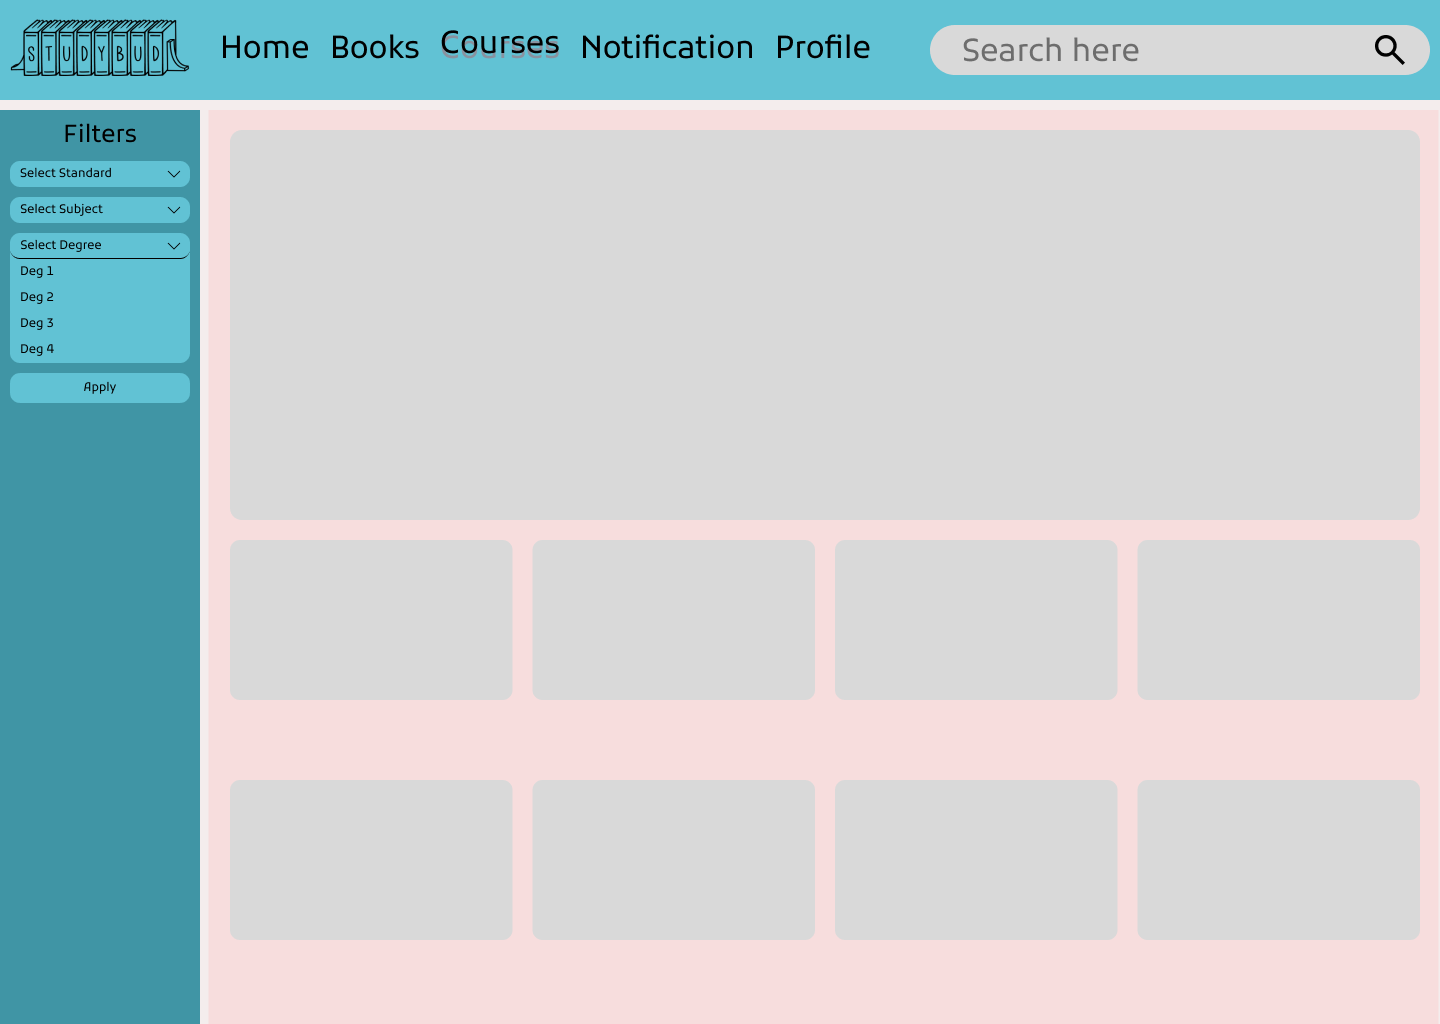 STUDYBUD
Home Books Courses Notification Profile
Search here
Filters
Select Standard
Select Subject
Select Degree
Deg 1
Deg 2
Deg 3
Deg 4
Apply